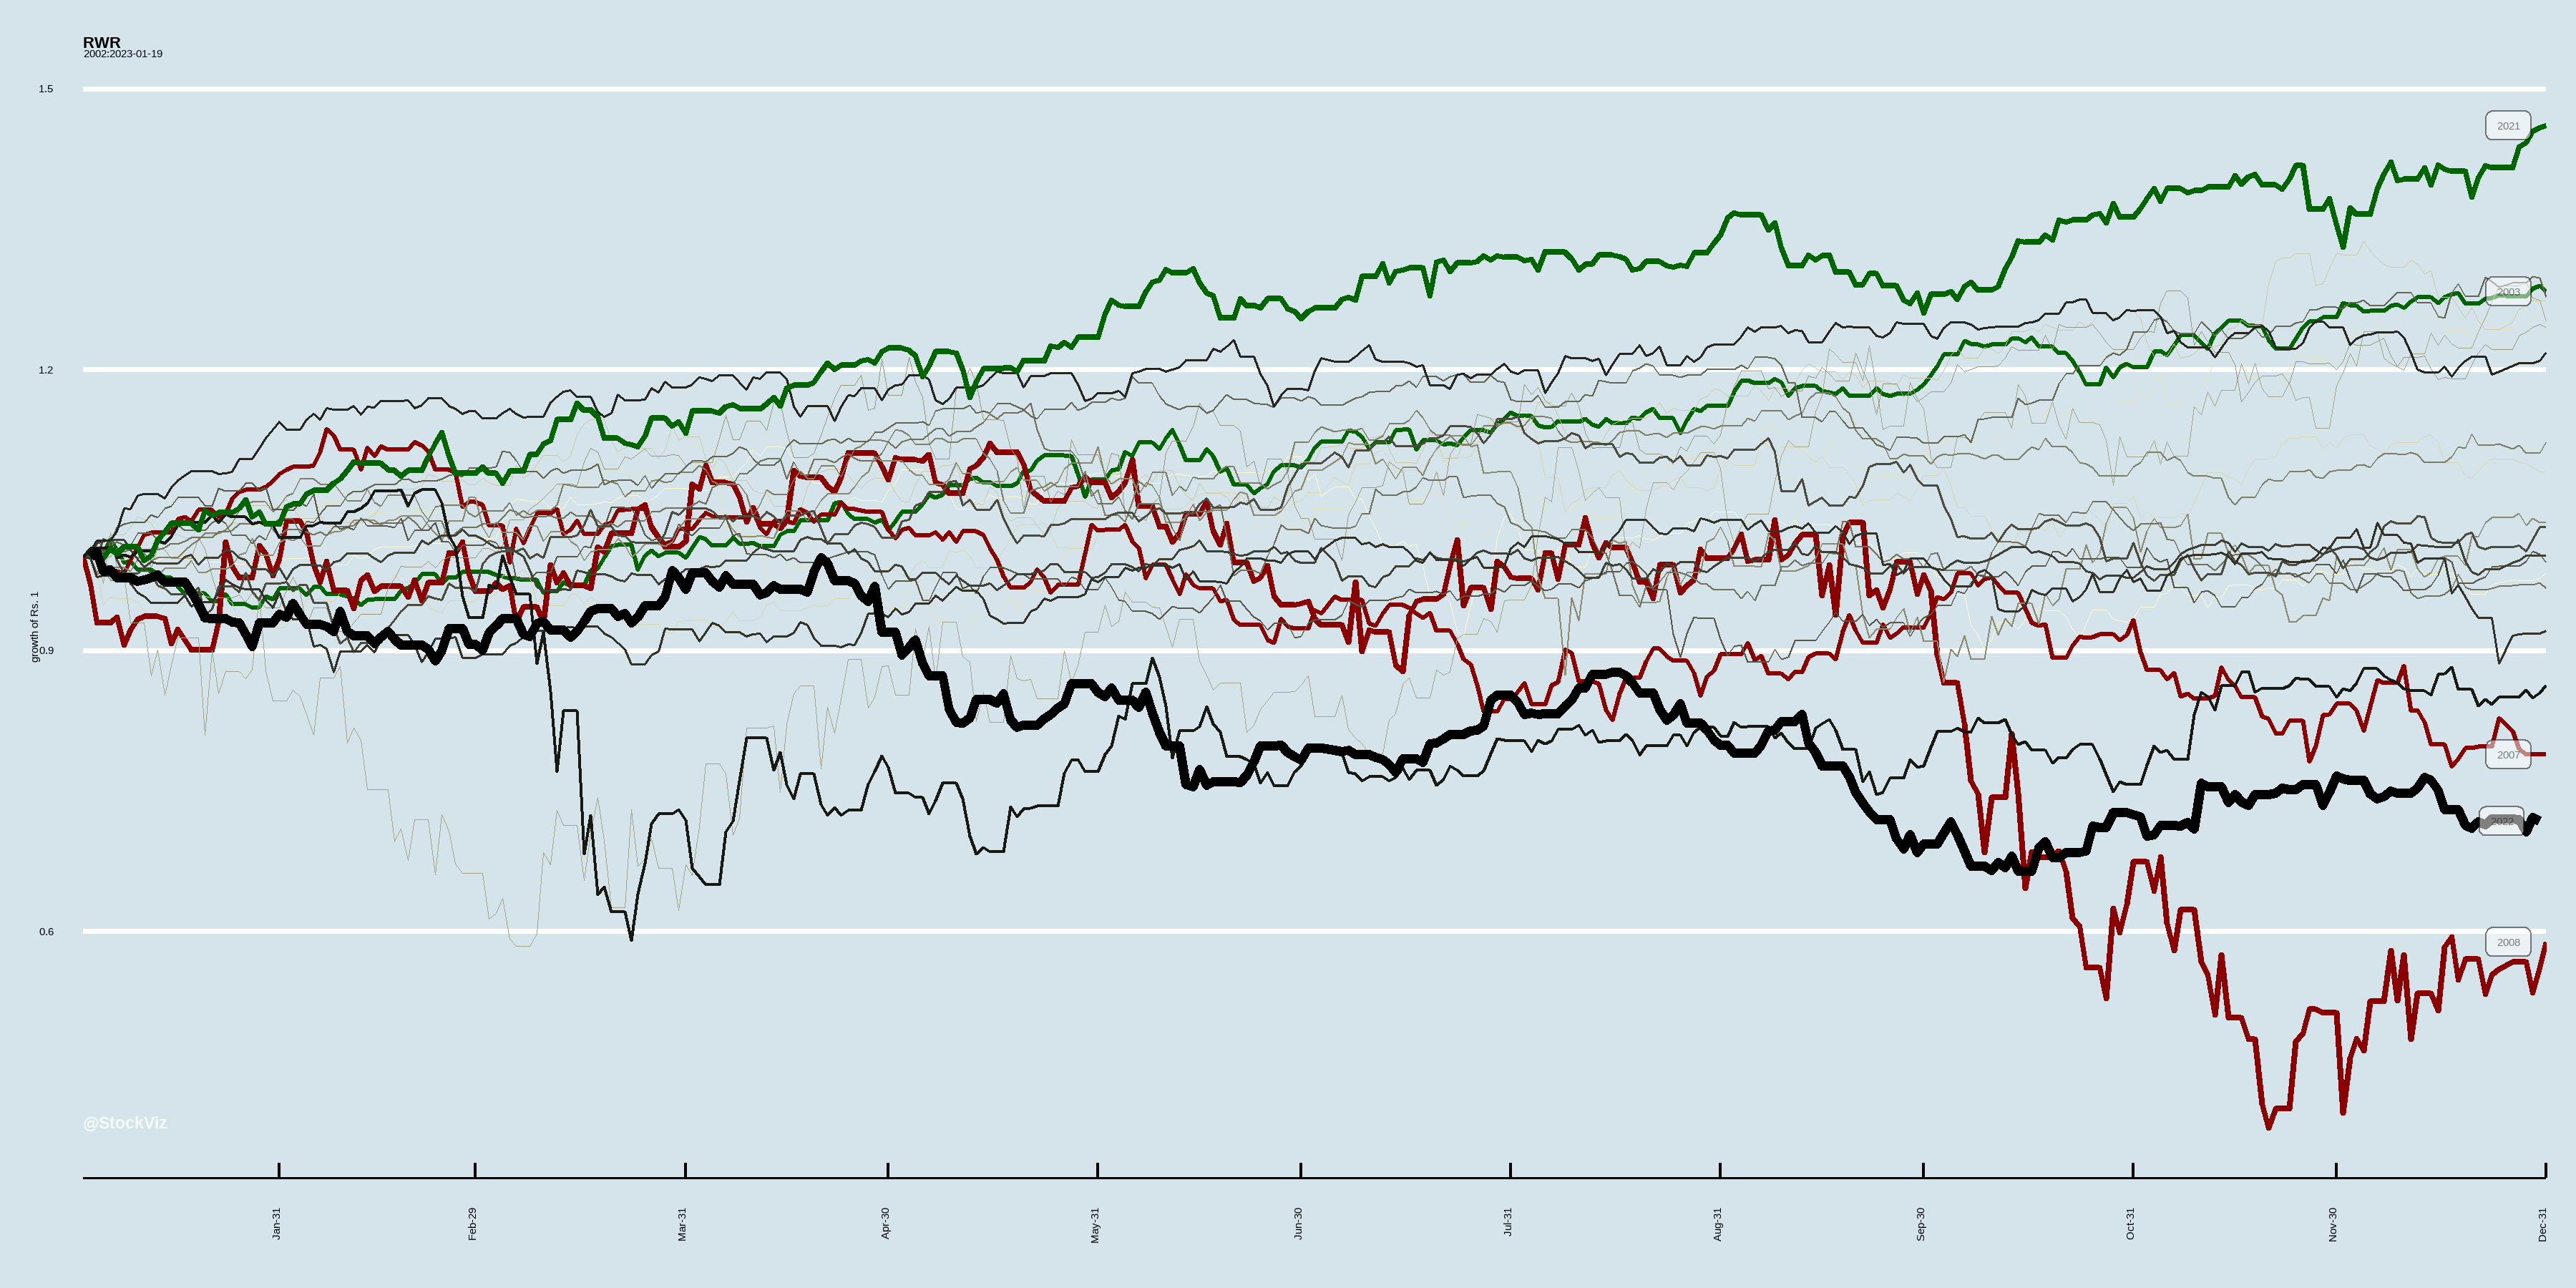 RWR
2002:2023-01-19
1.5
1.2
0.9
0.6
growth of Rs. 1
2021
2003
2007
2022
2008
@StockViz
Jan-31
Feb-29
Mar-31
Apr-30
May-31
Jun-30
Jul-31
Aug-31
Sep-30
Oct-31
Nov-30
Dec-31